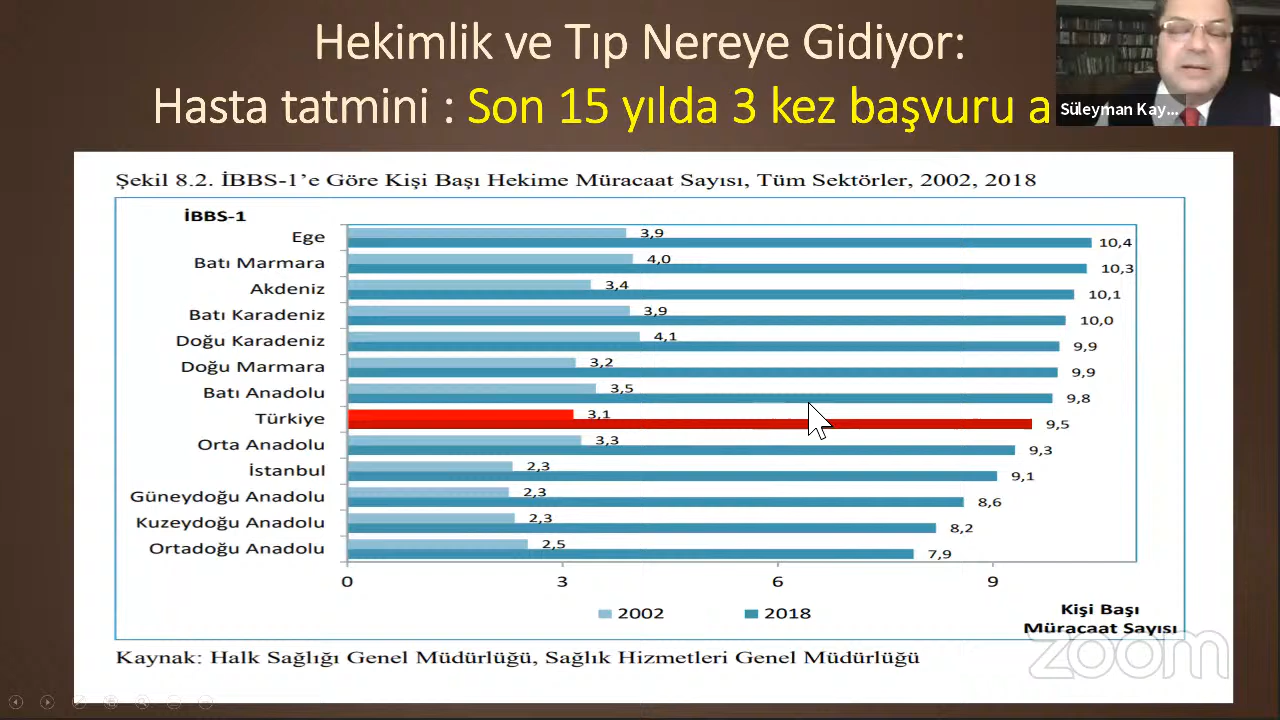 Hekimlik ve Tıp Nereye Gidiyor:
Hasta tatmini : Son 15 yılda 3 kez başvuru a
Süleyman Kay...
Şekil 8.2. İBBS-1’e Göre Kişi Başı Hekime Müracaat Sayısı, Tüm Sektörler, 2002, 2018
İBBS-1
Ege 3,9 10,4
Batı Marmara 4,0 10,3
Akdeniz 3,4 10,1
Batı Karadeniz 3,9 10,0
Doğu Karadeniz 4,1 9,9
Doğu Marmara 3,2 9,9
Batı Anadolu 3,5 9,8
Türkiye 3,1 9,5
Orta Anadolu 3,3 9,3
İstanbul 2,3 9,1
Güneydoğu Anadolu 2,3 8,6
Kuzeydoğu Anadolu 2,3 8,2
Ortadoğu Anadolu 2,5 7,9
0 3 6 9
2002 2018
Kişi Başı
Müracaat Sayısı
Kaynak: Halk Sağlığı Genel Müdürlüğü, Sağlık Hizmetleri Genel Müdürlüğü
zoom